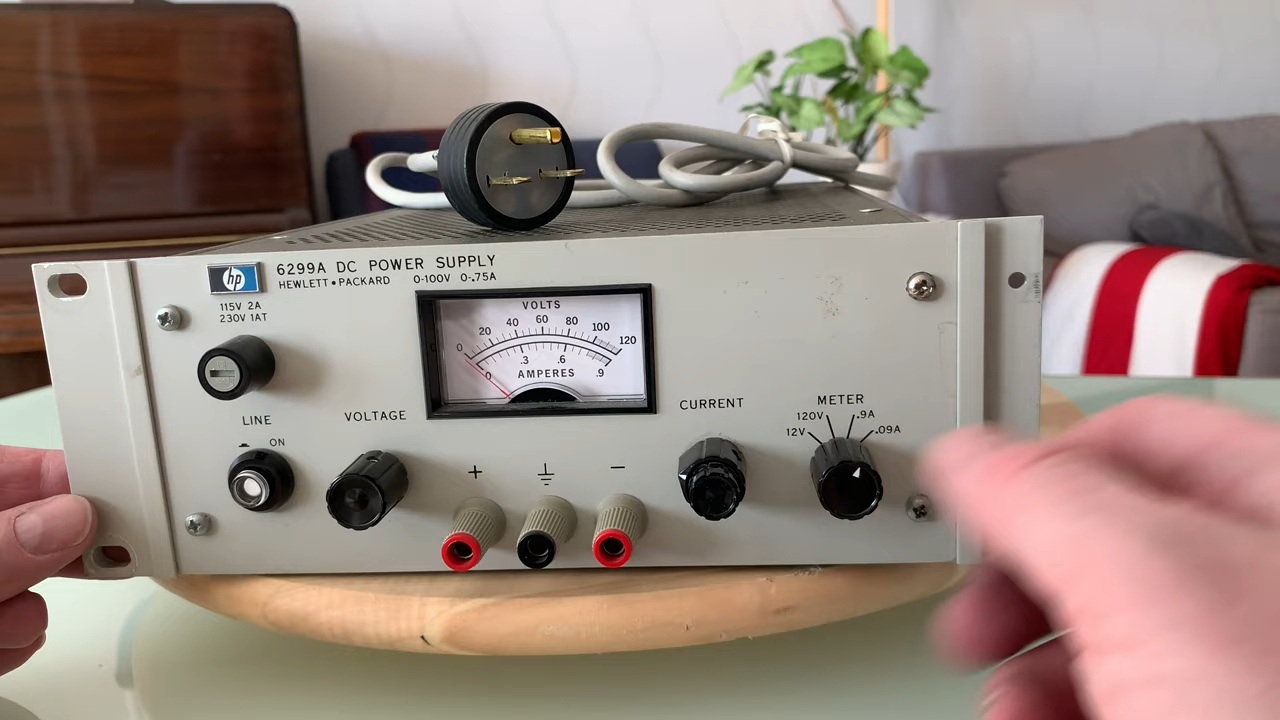 hp
6299A DC POWER SUPPLY
HEWLETT • PACKARD 0-100V 0-.75A
115V 2A
230V 1AT
VOLTS
0 20 40 60 80 100 120
0 .3 .6 .9
AMPERES
LINE
ON
VOLTAGE
+
−
CURRENT
METER
12V 120V .9A .09A